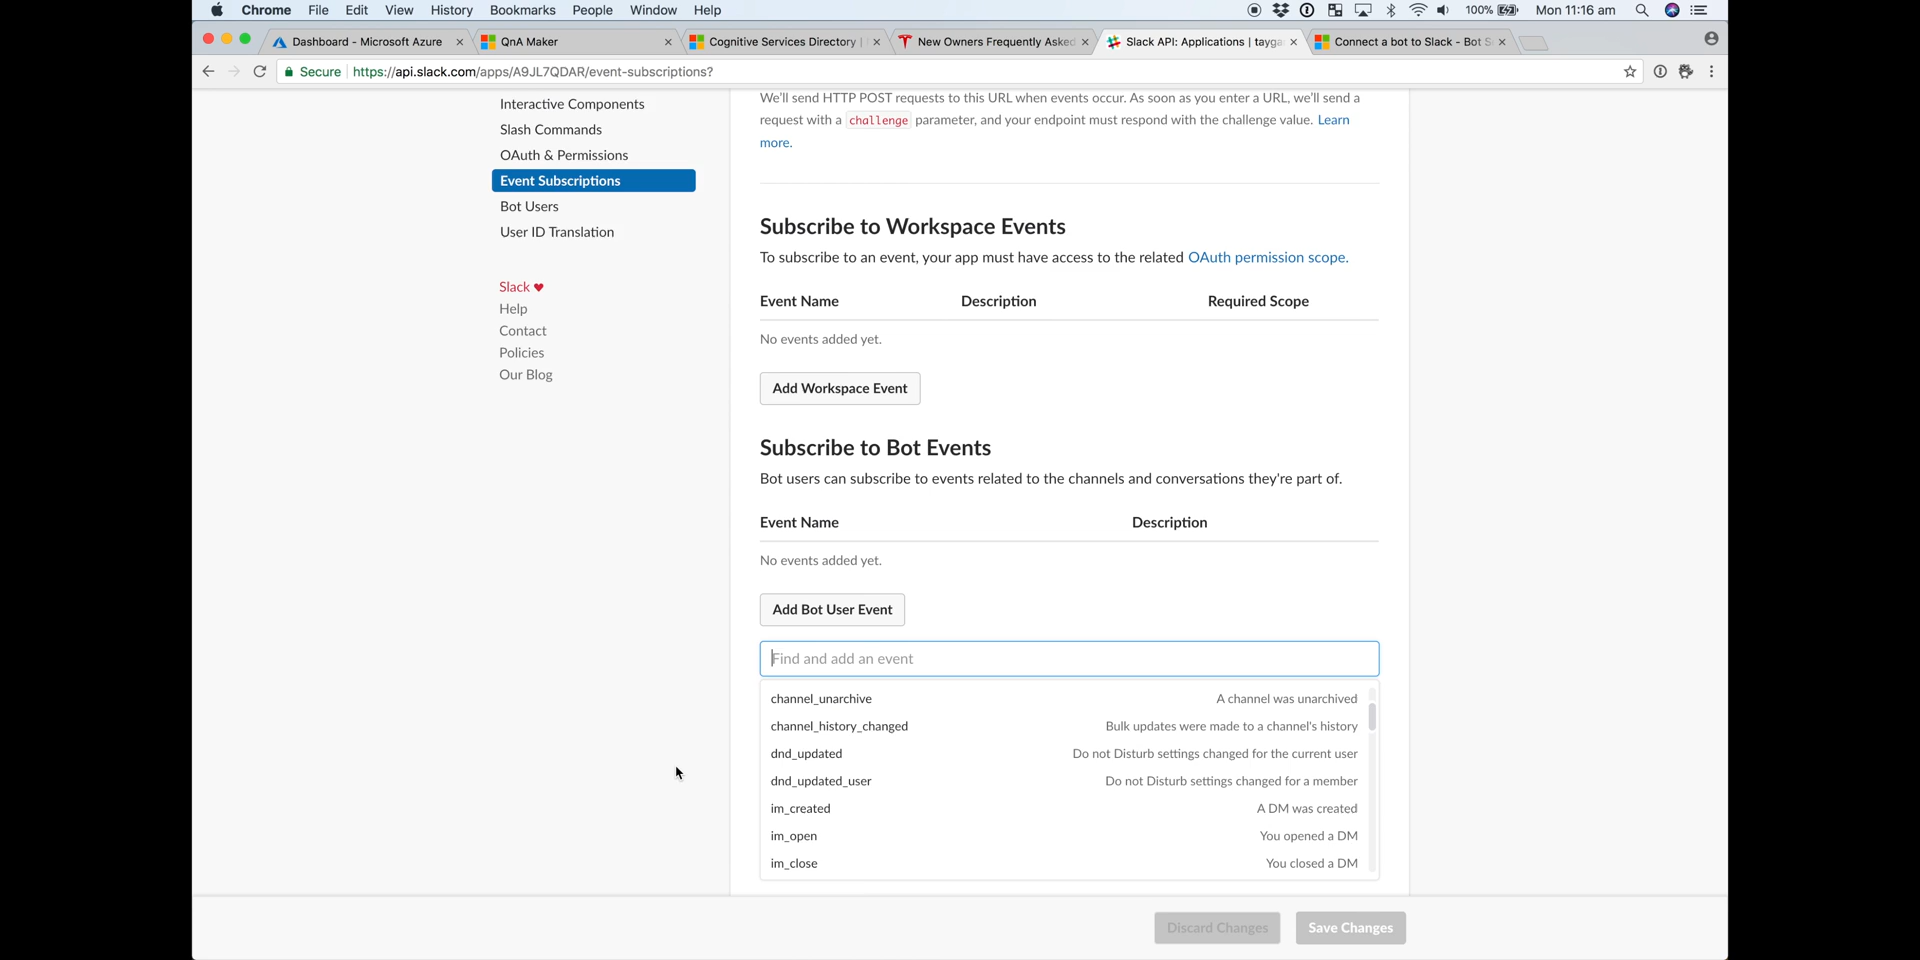 Chrome File Edit View History Bookmarks People Window Help 100% Mon 11:16 am
Dashboard - Microsoft Azure
QnA Maker
Cognitive Services Directory |
New Owners Frequently Asked
Slack API: Applications | tayga
Connect a bot to Slack - Bot S
Secure https://api.slack.com/apps/A9JL7QDAR/event-subscriptions?
Interactive Components
Slash Commands
OAuth & Permissions
Event Subscriptions
Bot Users
User ID Translation
Slack ♥
Help
Contact
Policies
Our Blog
We'll send HTTP POST requests to this URL when events occur. As soon as you enter a URL, we'll send a
request with a challenge parameter, and your endpoint must respond with the challenge value. Learn
more.
Subscribe to Workspace Events
To subscribe to an event, your app must have access to the related OAuth permission scope.
Event Name Description Required Scope
No events added yet.
Add Workspace Event
Subscribe to Bot Events
Bot users can subscribe to events related to the channels and conversations they're part of.
Event Name Description
No events added yet.
Add Bot User Event
Find and add an event
channel_unarchive A channel was unarchived
channel_history_changed Bulk updates were made to a channel's history
dnd_updated Do not Disturb settings changed for the current user
dnd_updated_user Do not Disturb settings changed for a member
im_created A DM was created
im_open You opened a DM
im_close You closed a DM
Discard Changes Save Changes